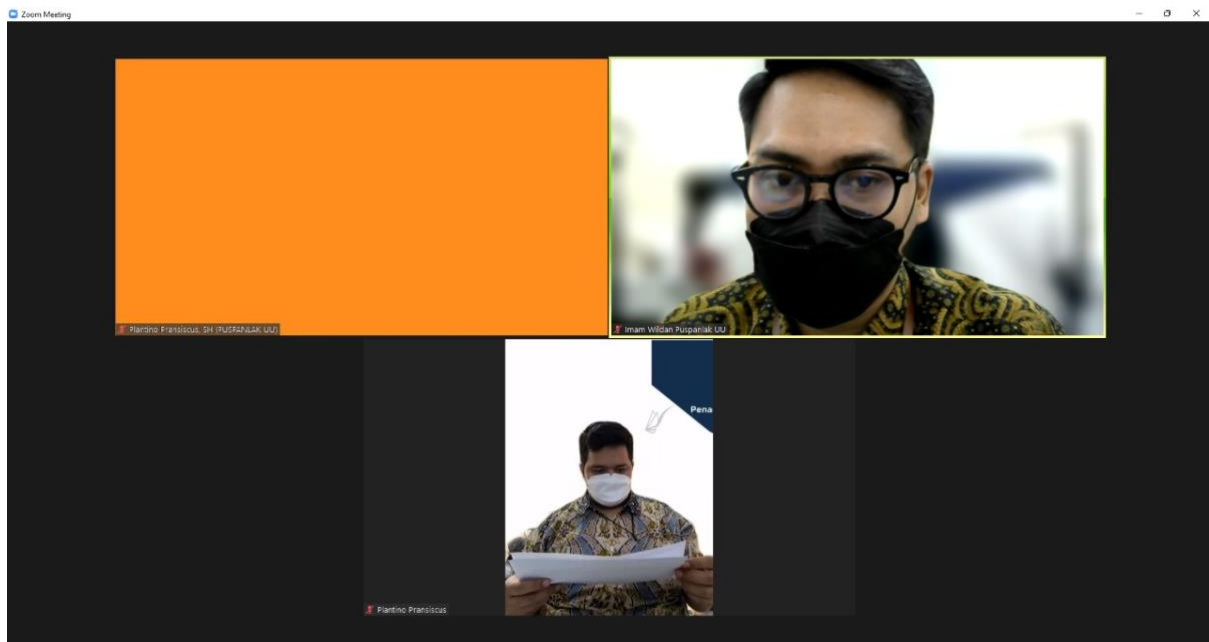 Zoom Meeting
Plantino Pransiscus, SH (PUSPANLAK UU)
Imam Wildan Puspanlak UU
Pena
Plantino Pransiscus